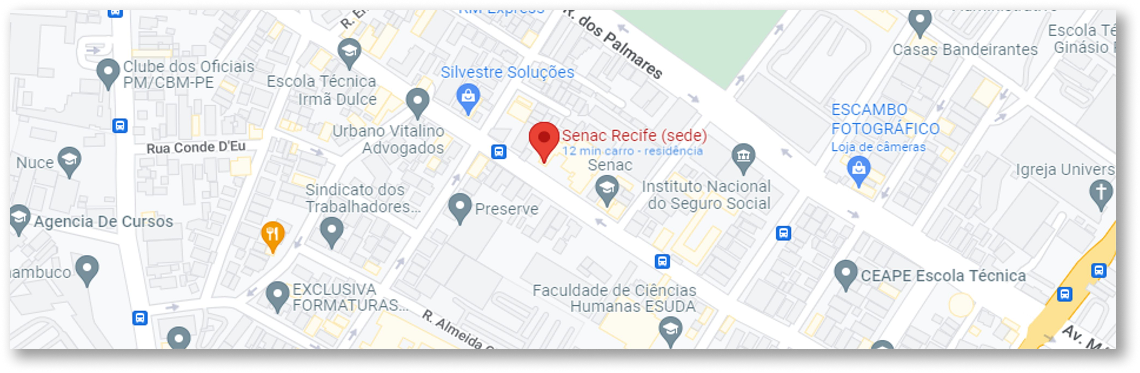 RM Express
R. dos Palmares
Casas Bandeirantes
Escola Té
Ginásio
Clube dos Oficiais
PM/CBM-PE
Escola Técnica
Irmã Dulce
Silvestre Soluções
Urbano Vitalino
Advogados
Senac Recife (sede)
12 min carro - residência
Senac
ESCAMBO
FOTOGRÁFICO
Loja de câmeras
Rua Conde D'Eu
Nuce
Sindicato dos
Trabalhadores...
Preserve
Instituto Nacional
do Seguro Social
Igreja Univers
Agencia De Cursos
nambuco
EXCLUSIVA
FORMATURAS...
Faculdade de Ciências
Humanas ESUDA
CEAPE Escola Técnica
R. Almeida
Av. M